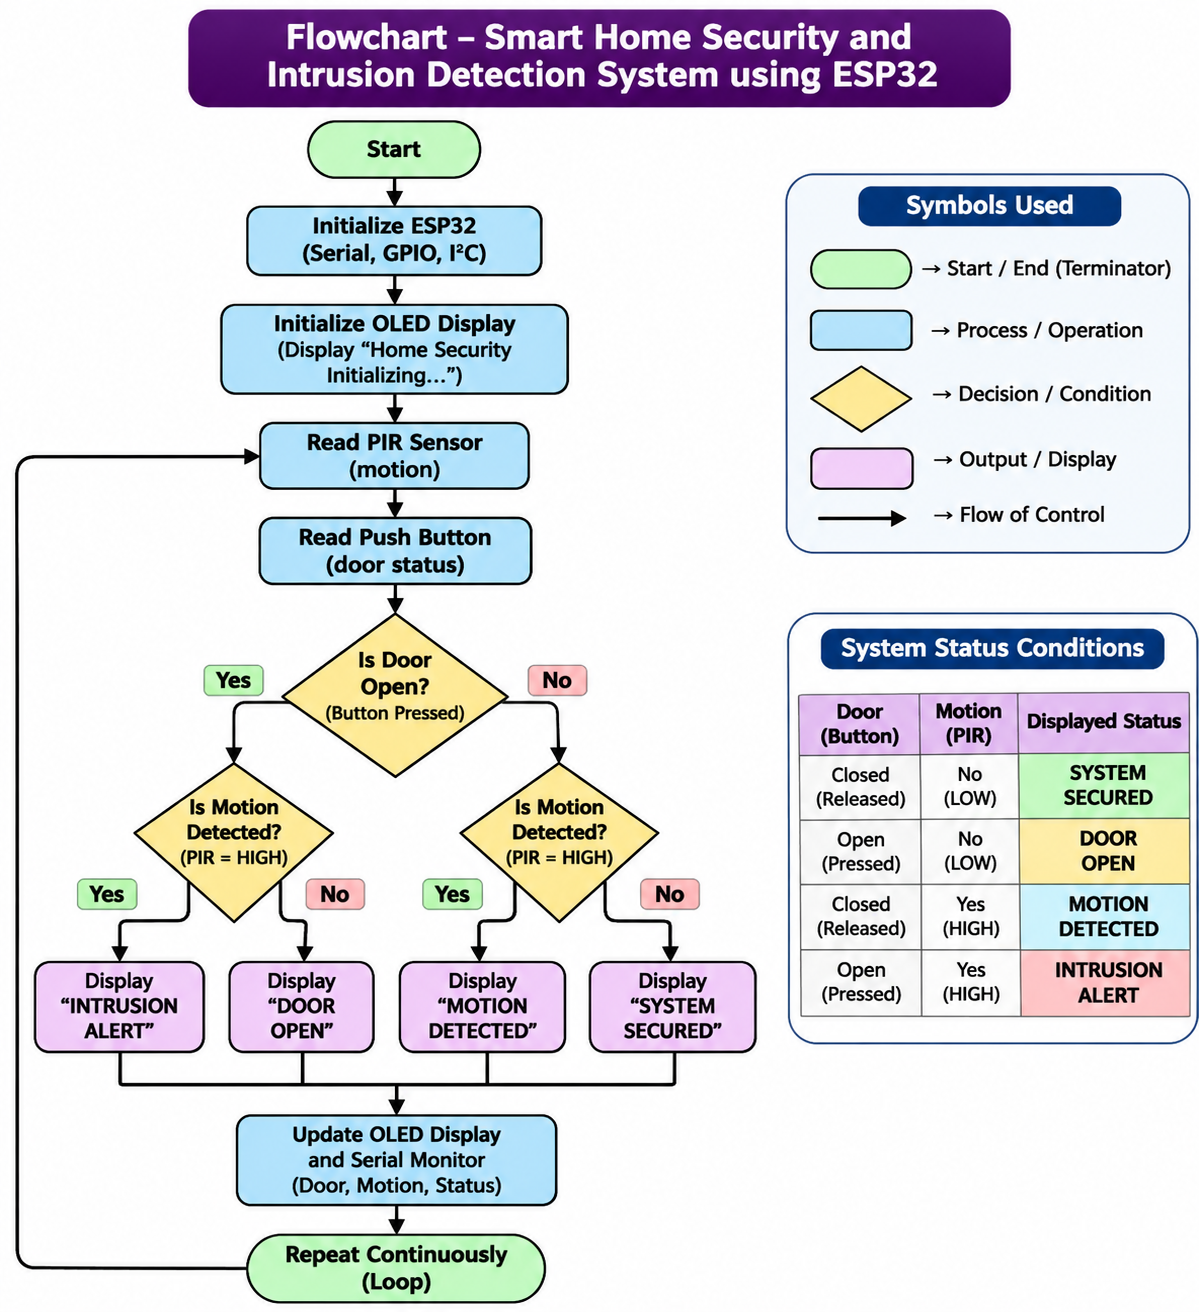 Flowchart – Smart Home Security and
Intrusion Detection System using ESP32
Start
Initialize ESP32
(Serial, GPIO, I²C)
Initialize OLED Display
(Display “Home Security
Initializing...”)
Read PIR Sensor
(motion)
Read Push Button
(door status)
Is Door
Open?
(Button Pressed)
Yes
No
Is Motion
Detected?
(PIR = HIGH)
Is Motion
Detected?
(PIR = HIGH)
Yes
No
Yes
No
Display
“INTRUSION
ALERT”
Display
“DOOR
OPEN”
Display
“MOTION
DETECTED”
Display
“SYSTEM
SECURED”
Update OLED Display
and Serial Monitor
(Door, Motion, Status)
Repeat Continuously
(Loop)
Symbols Used
→ Start / End (Terminator)
→ Process / Operation
→ Decision / Condition
→ Output / Display
→ Flow of Control
System Status Conditions
Door
(Button)
Motion
(PIR)
Displayed Status
Closed
(Released)
No
(LOW)
SYSTEM
SECURED
Open
(Pressed)
No
(LOW)
DOOR
OPEN
Closed
(Released)
Yes
(HIGH)
MOTION
DETECTED
Open
(Pressed)
Yes
(HIGH)
INTRUSION
ALERT